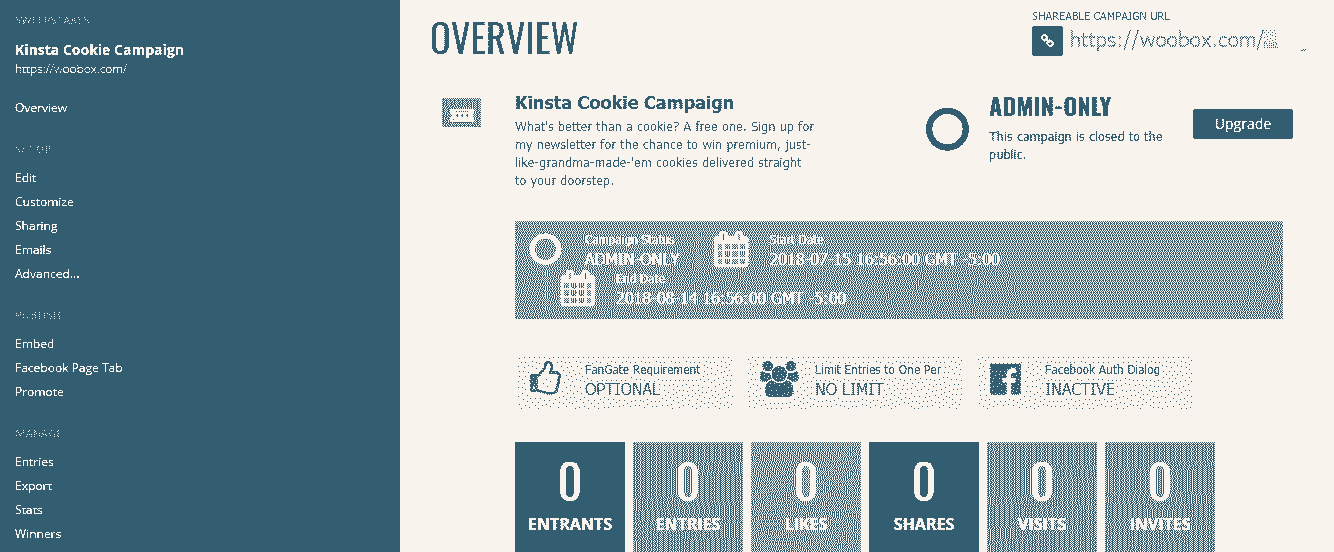 SWEEPSTAKES
Kinsta Cookie Campaign
https://woobox.com/
Overview
SETUP
Edit
Customize
Sharing
Emails
Advanced...
PUBLISH
Embed
Facebook Page Tab
Promote
MANAGE
Entries
Export
Stats
Winners
OVERVIEW
SHAREABLE CAMPAIGN URL
https://woobox.com/
Kinsta Cookie Campaign
What's better than a cookie? A free one. Sign up for
my newsletter for the chance to win premium, just-
like-grandma-made-'em cookies delivered straight
to your doorstep.
ADMIN-ONLY
This campaign is closed to the
public.
Upgrade
Campaign Status
ADMIN-ONLY
Start Date
2018-07-15 16:56:00 GMT -5:00
End Date
2018-08-14 16:56:00 GMT -5:00
FanGate Requirement
OPTIONAL
Limit Entries to One Per
NO LIMIT
Facebook Auth Dialog
INACTIVE
0
ENTRANTS
0
ENTRIES
0
LIKES
0
SHARES
0
VISITS
0
INVITES